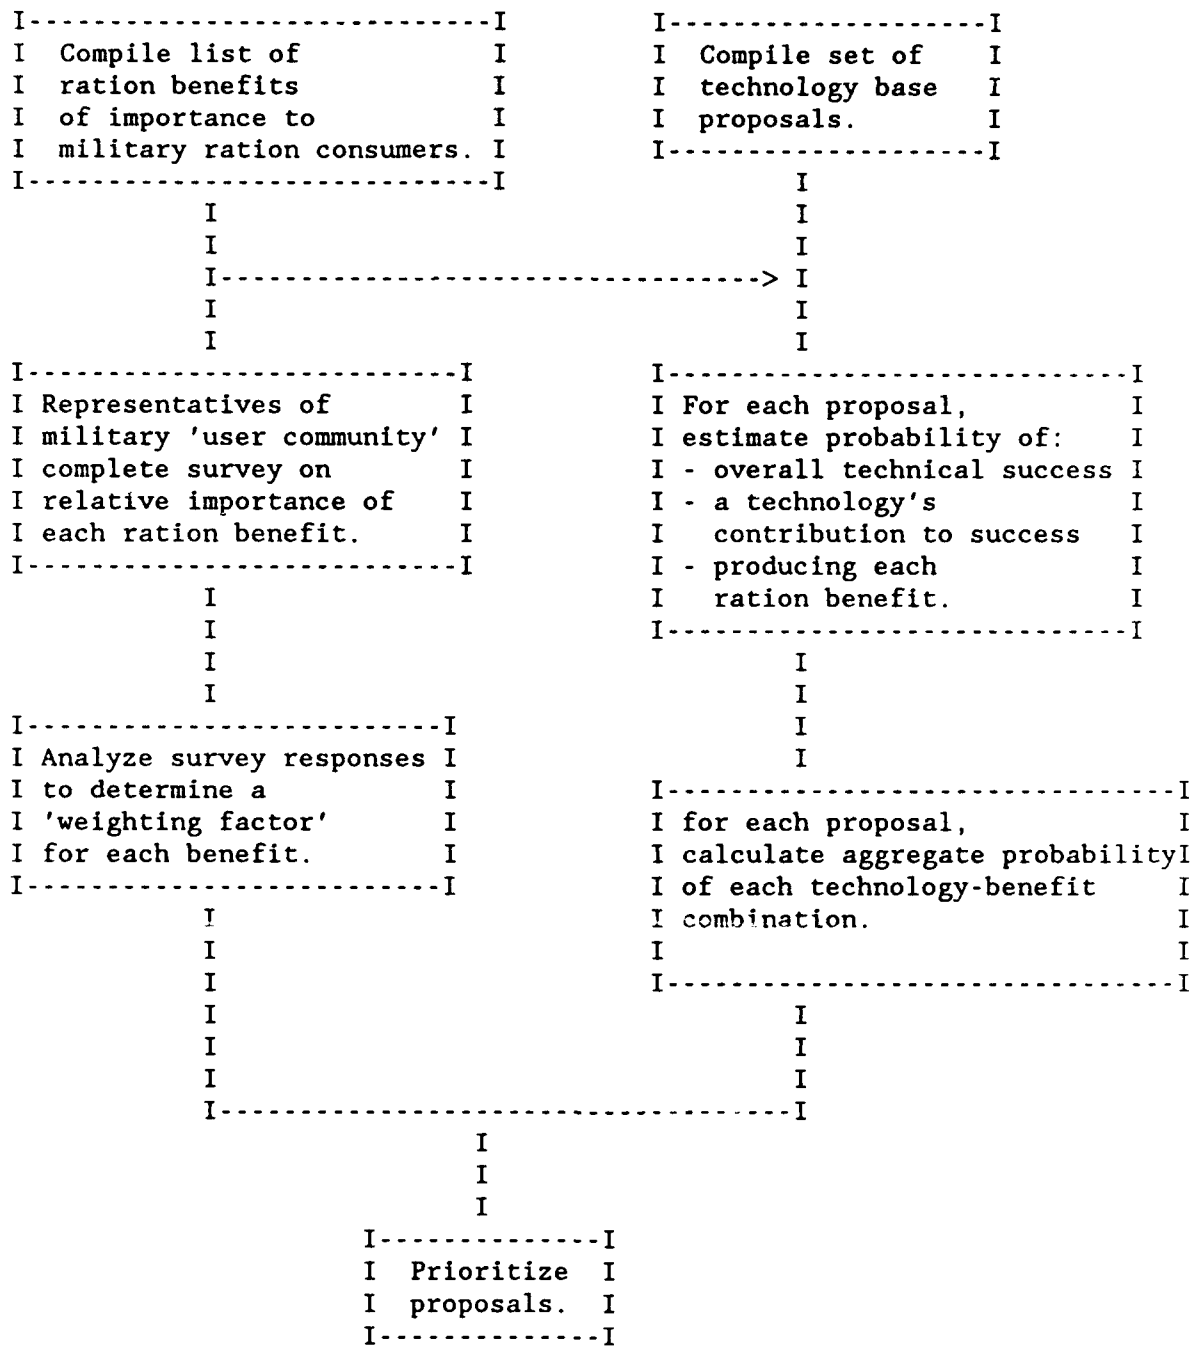 Compile list of
ration benefits
of importance to
military ration consumers.
Compile set of
technology base
proposals.
Representatives of
military 'user community'
complete survey on
relative importance of
each ration benefit.
For each proposal,
estimate probability of:
- overall technical success
- a technology's
contribution to success
- producing each
ration benefit.
Analyze survey responses
to determine a
'weighting factor'
for each benefit.
for each proposal,
calculate aggregate probability
of each technology-benefit
combination.
Prioritize
proposals.